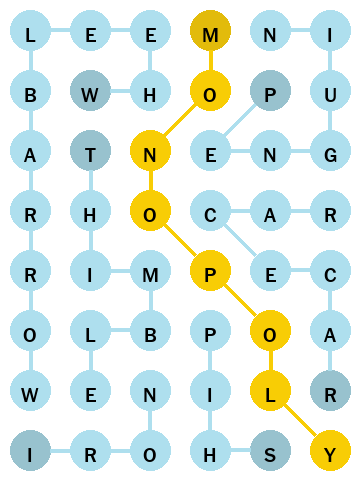 L E E M N I
B W H O P U
A T N E N G
R H O C A R
R I M P E C
O L B P O A
W E N I L R
I R O H S Y